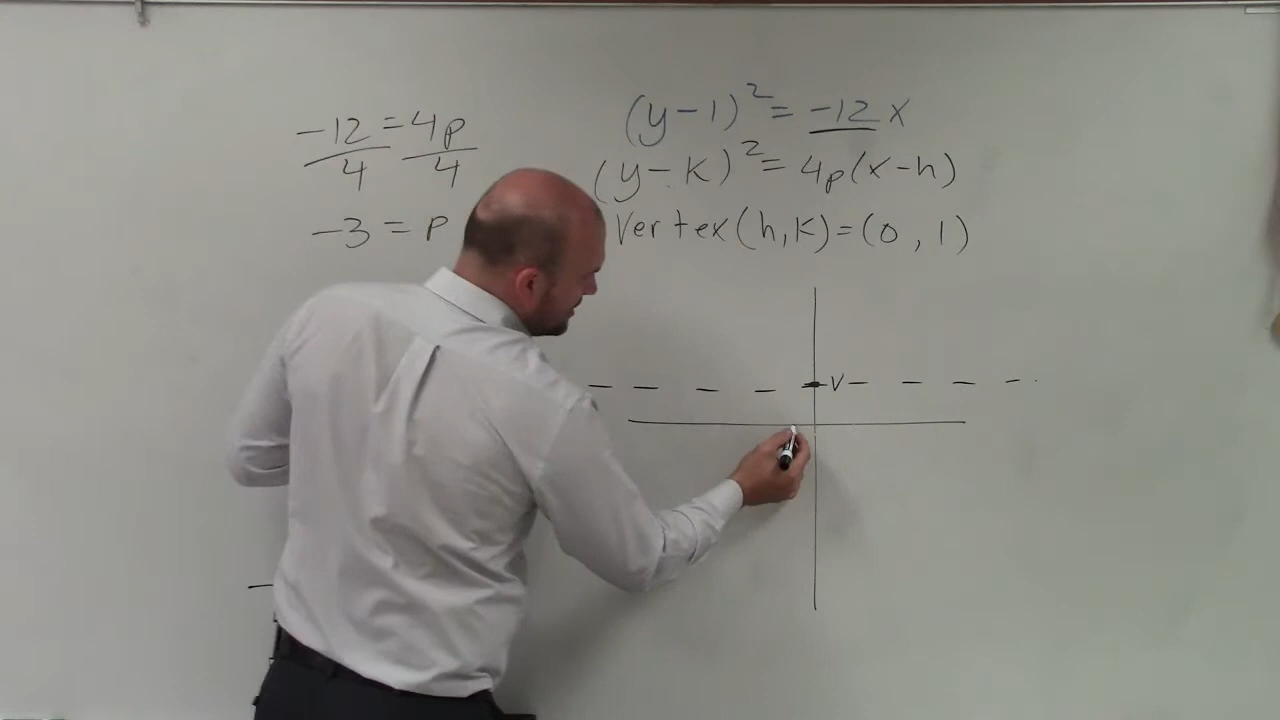 -12 = 4p
4 4
-3 = p
(y-1)² = -12x
(y-k)² = 4p(x-h)
Vertex(h,k)=(0,1)
V